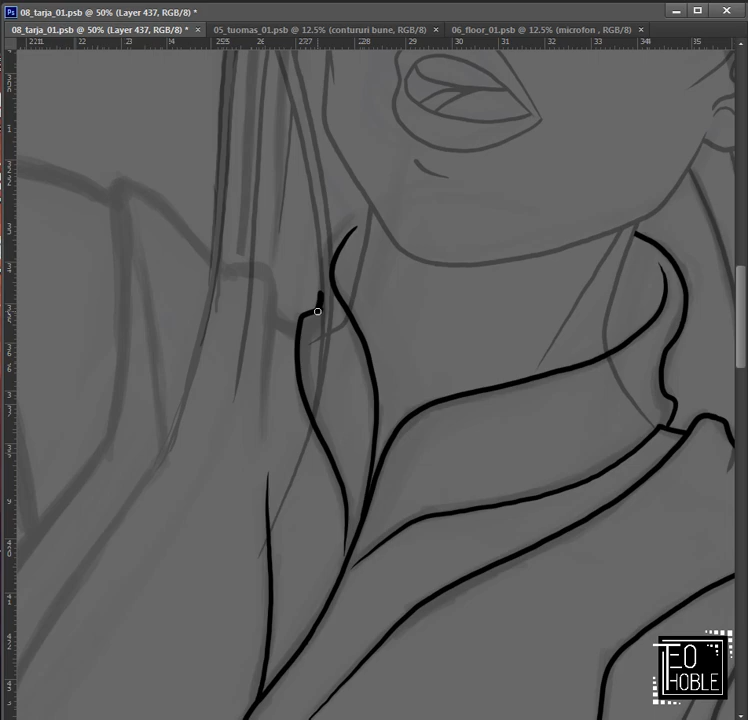 08_tarja_01.psb @ 50% (Layer 437, RGB/8) *
08_tarja_01.psb @ 50% (Layer 437, RGB/8) * × 05_tuomas_01.psb @ 12.5% (contururi bune, RGB/8) × 06_floor_01.psb @ 12.5% (microfon , RGB/8) ×
TEO
HOBLE